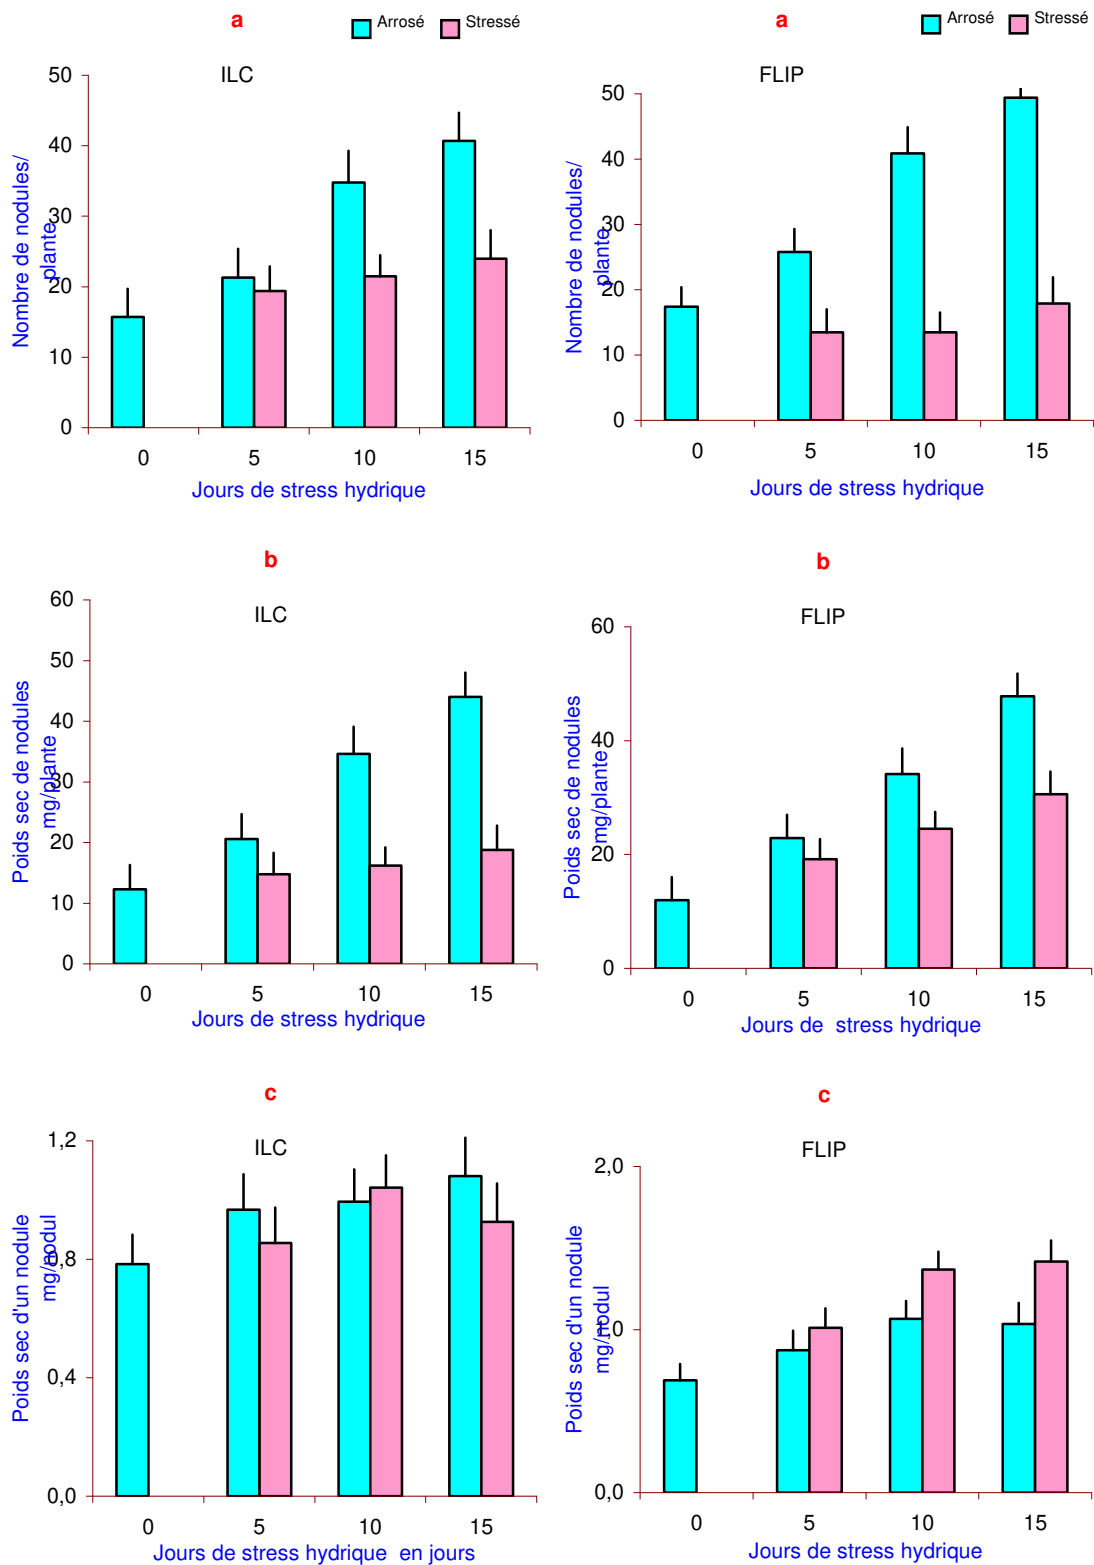 a
Arrosé Stressé
ILC
50
40
30
20
10
0
Nombre de nodules/
plante
0 5 10 15
Jours de stress hydrique
a
Arrosé Stressé
FLIP
50
40
30
20
10
0
Nombre de nodules/
plante
0 5 10 15
Jours de stress hydrique
b
ILC
60
50
40
30
20
10
0
Poids sec de nodules
mg/plante
0 5 10 15
Jours de stress hydrique
b
FLIP
60
40
20
0
Poids sec de nodules
mg/plante
0 5 10 15
Jours de stress hydrique
c
ILC
1,2
0,8
0,4
0,0
Poids sec d'un nodule
mg/nodul
0 5 10 15
Jours de stress hydrique en jours
c
FLIP
2,0
1,0
0,0
Poids sec d'un nodule
mg/nodul
0 5 10 15
Jours de stress hydrique